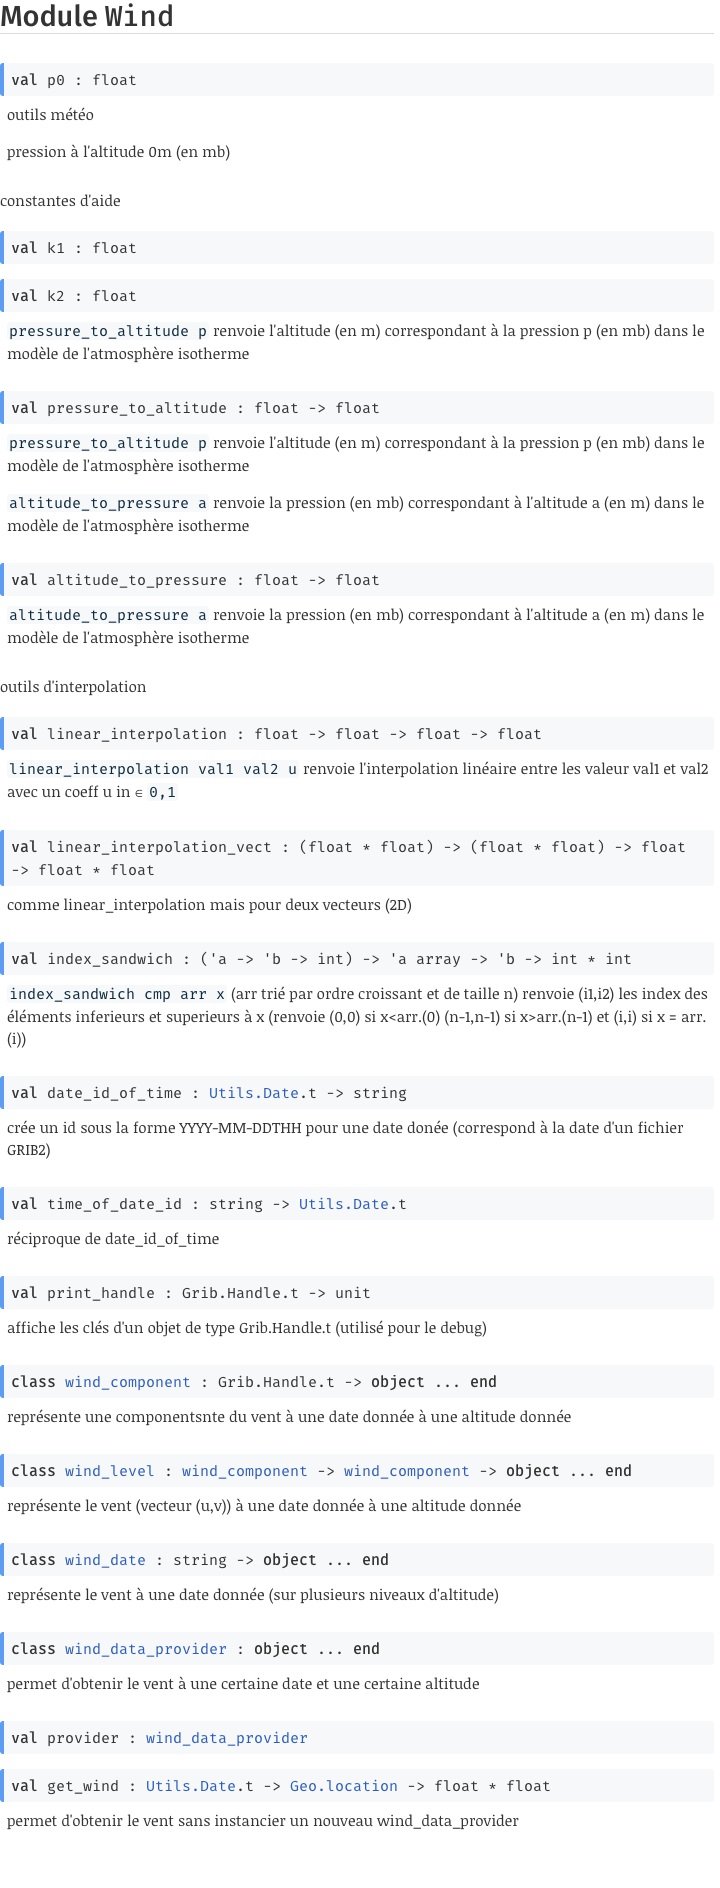 Module Wind
val p0 : float
outils météo
pression à l'altitude 0m (en mb)
constantes d'aide
val k1 : float
val k2 : float
pressure_to_altitude p renvoie l'altitude (en m) correspondant à la pression p (en mb) dans le
modèle de l'atmosphère isotherme
val pressure_to_altitude : float -> float
pressure_to_altitude p renvoie l'altitude (en m) correspondant à la pression p (en mb) dans le
modèle de l'atmosphère isotherme
altitude_to_pressure a renvoie la pression (en mb) correspondant à l'altitude a (en m) dans le
modèle de l'atmosphère isotherme
val altitude_to_pressure : float -> float
altitude_to_pressure a renvoie la pression (en mb) correspondant à l'altitude a (en m) dans le
modèle de l'atmosphère isotherme
outils d'interpolation
val linear_interpolation : float -> float -> float -> float
linear_interpolation val1 val2 u renvoie l'interpolation linéaire entre les valeur val1 et val2
avec un coeff u in ∈ 0,1
val linear_interpolation_vect : (float * float) -> (float * float) -> float
-> float * float
comme linear_interpolation mais pour deux vecteurs (2D)
val index_sandwich : ('a -> 'b -> int) -> 'a array -> 'b -> int * int
index_sandwich cmp arr x (arr trié par ordre croissant et de taille n) renvoie (i1,i2) les index des
éléments inferieurs et superieurs à x (renvoie (0,0) si x<arr.(0) (n-1,n-1) si x>arr.(n-1) et (i,i) si x = arr.
(i))
val date_id_of_time : Utils.Date.t -> string
crée un id sous la forme YYYY-MM-DDTHH pour une date donée (correspond à la date d'un fichier
GRIB2)
val time_of_date_id : string -> Utils.Date.t
réciproque de date_id_of_time
val print_handle : Grib.Handle.t -> unit
affiche les clés d'un objet de type Grib.Handle.t (utilisé pour le debug)
class wind_component : Grib.Handle.t -> object ... end
représente une componentsnte du vent à une date donnée à une altitude donnée
class wind_level : wind_component -> wind_component -> object ... end
représente le vent (vecteur (u,v)) à une date donnée à une altitude donnée
class wind_date : string -> object ... end
représente le vent à une date donnée (sur plusieurs niveaux d'altitude)
class wind_data_provider : object ... end
permet d'obtenir le vent à une certaine date et une certaine altitude
val provider : wind_data_provider
val get_wind : Utils.Date.t -> Geo.location -> float * float
permet d'obtenir le vent sans instancier un nouveau wind_data_provider